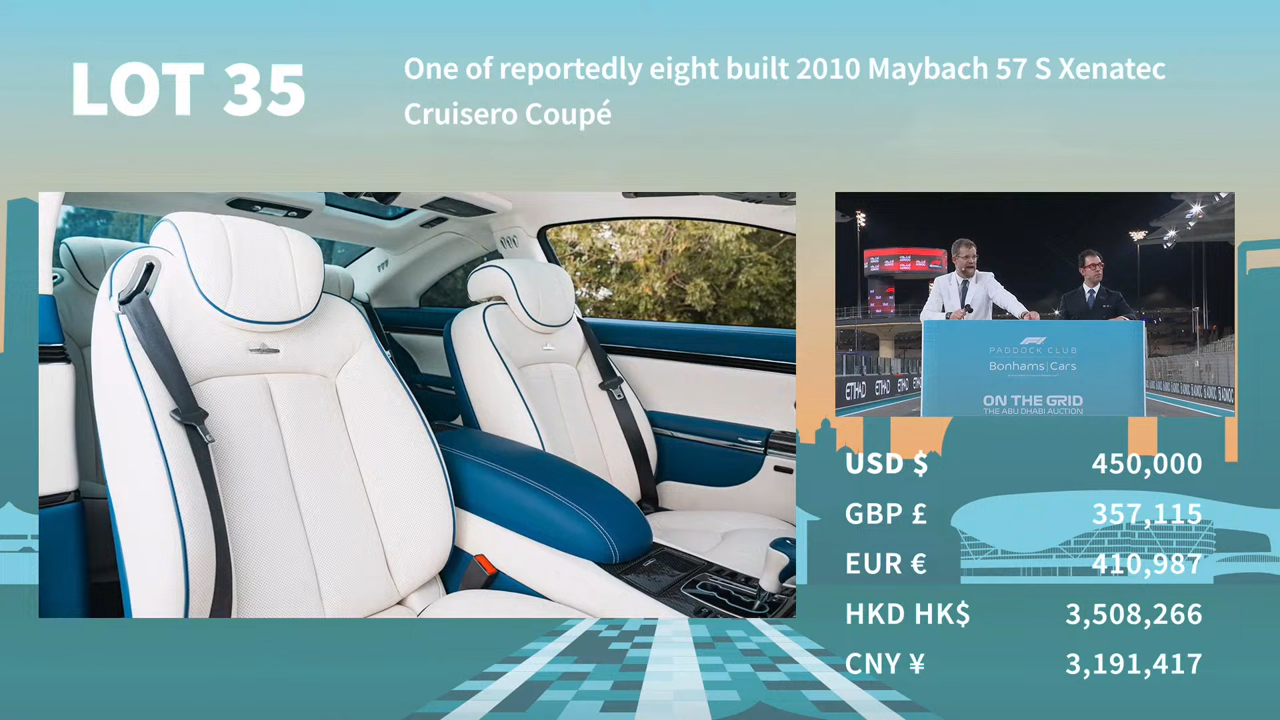 LOT 35
One of reportedly eight built 2010 Maybach 57 S Xenatec
Cruisero Coupé
PADDOCK CLUB
Bonhams|Cars
ON THE GRID
THE ABU DHABI AUCTION
ETIHAD
ETIHAD
USD $ 450,000
GBP £ 357,115
EUR € 410,987
HKD HK$ 3,508,266
CNY ¥ 3,191,417